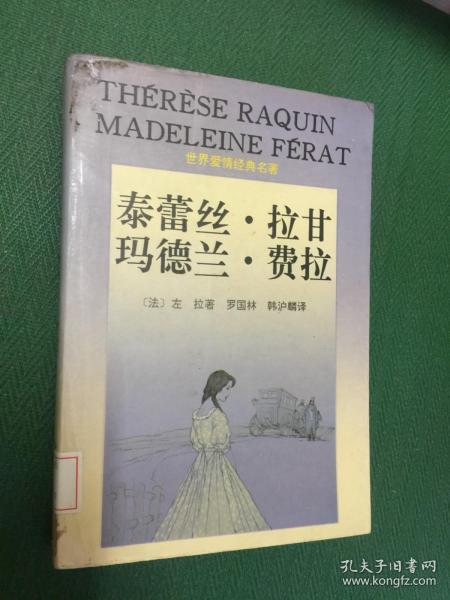 THÉRÈSE RAQUIN
MADELEINE FÉRAT
世界爱情经典名著
泰蕾丝·拉甘
玛德兰·费拉
〔法〕左 拉著 罗国林 韩沪麟译
孔夫子旧书网
www.kongfz.com